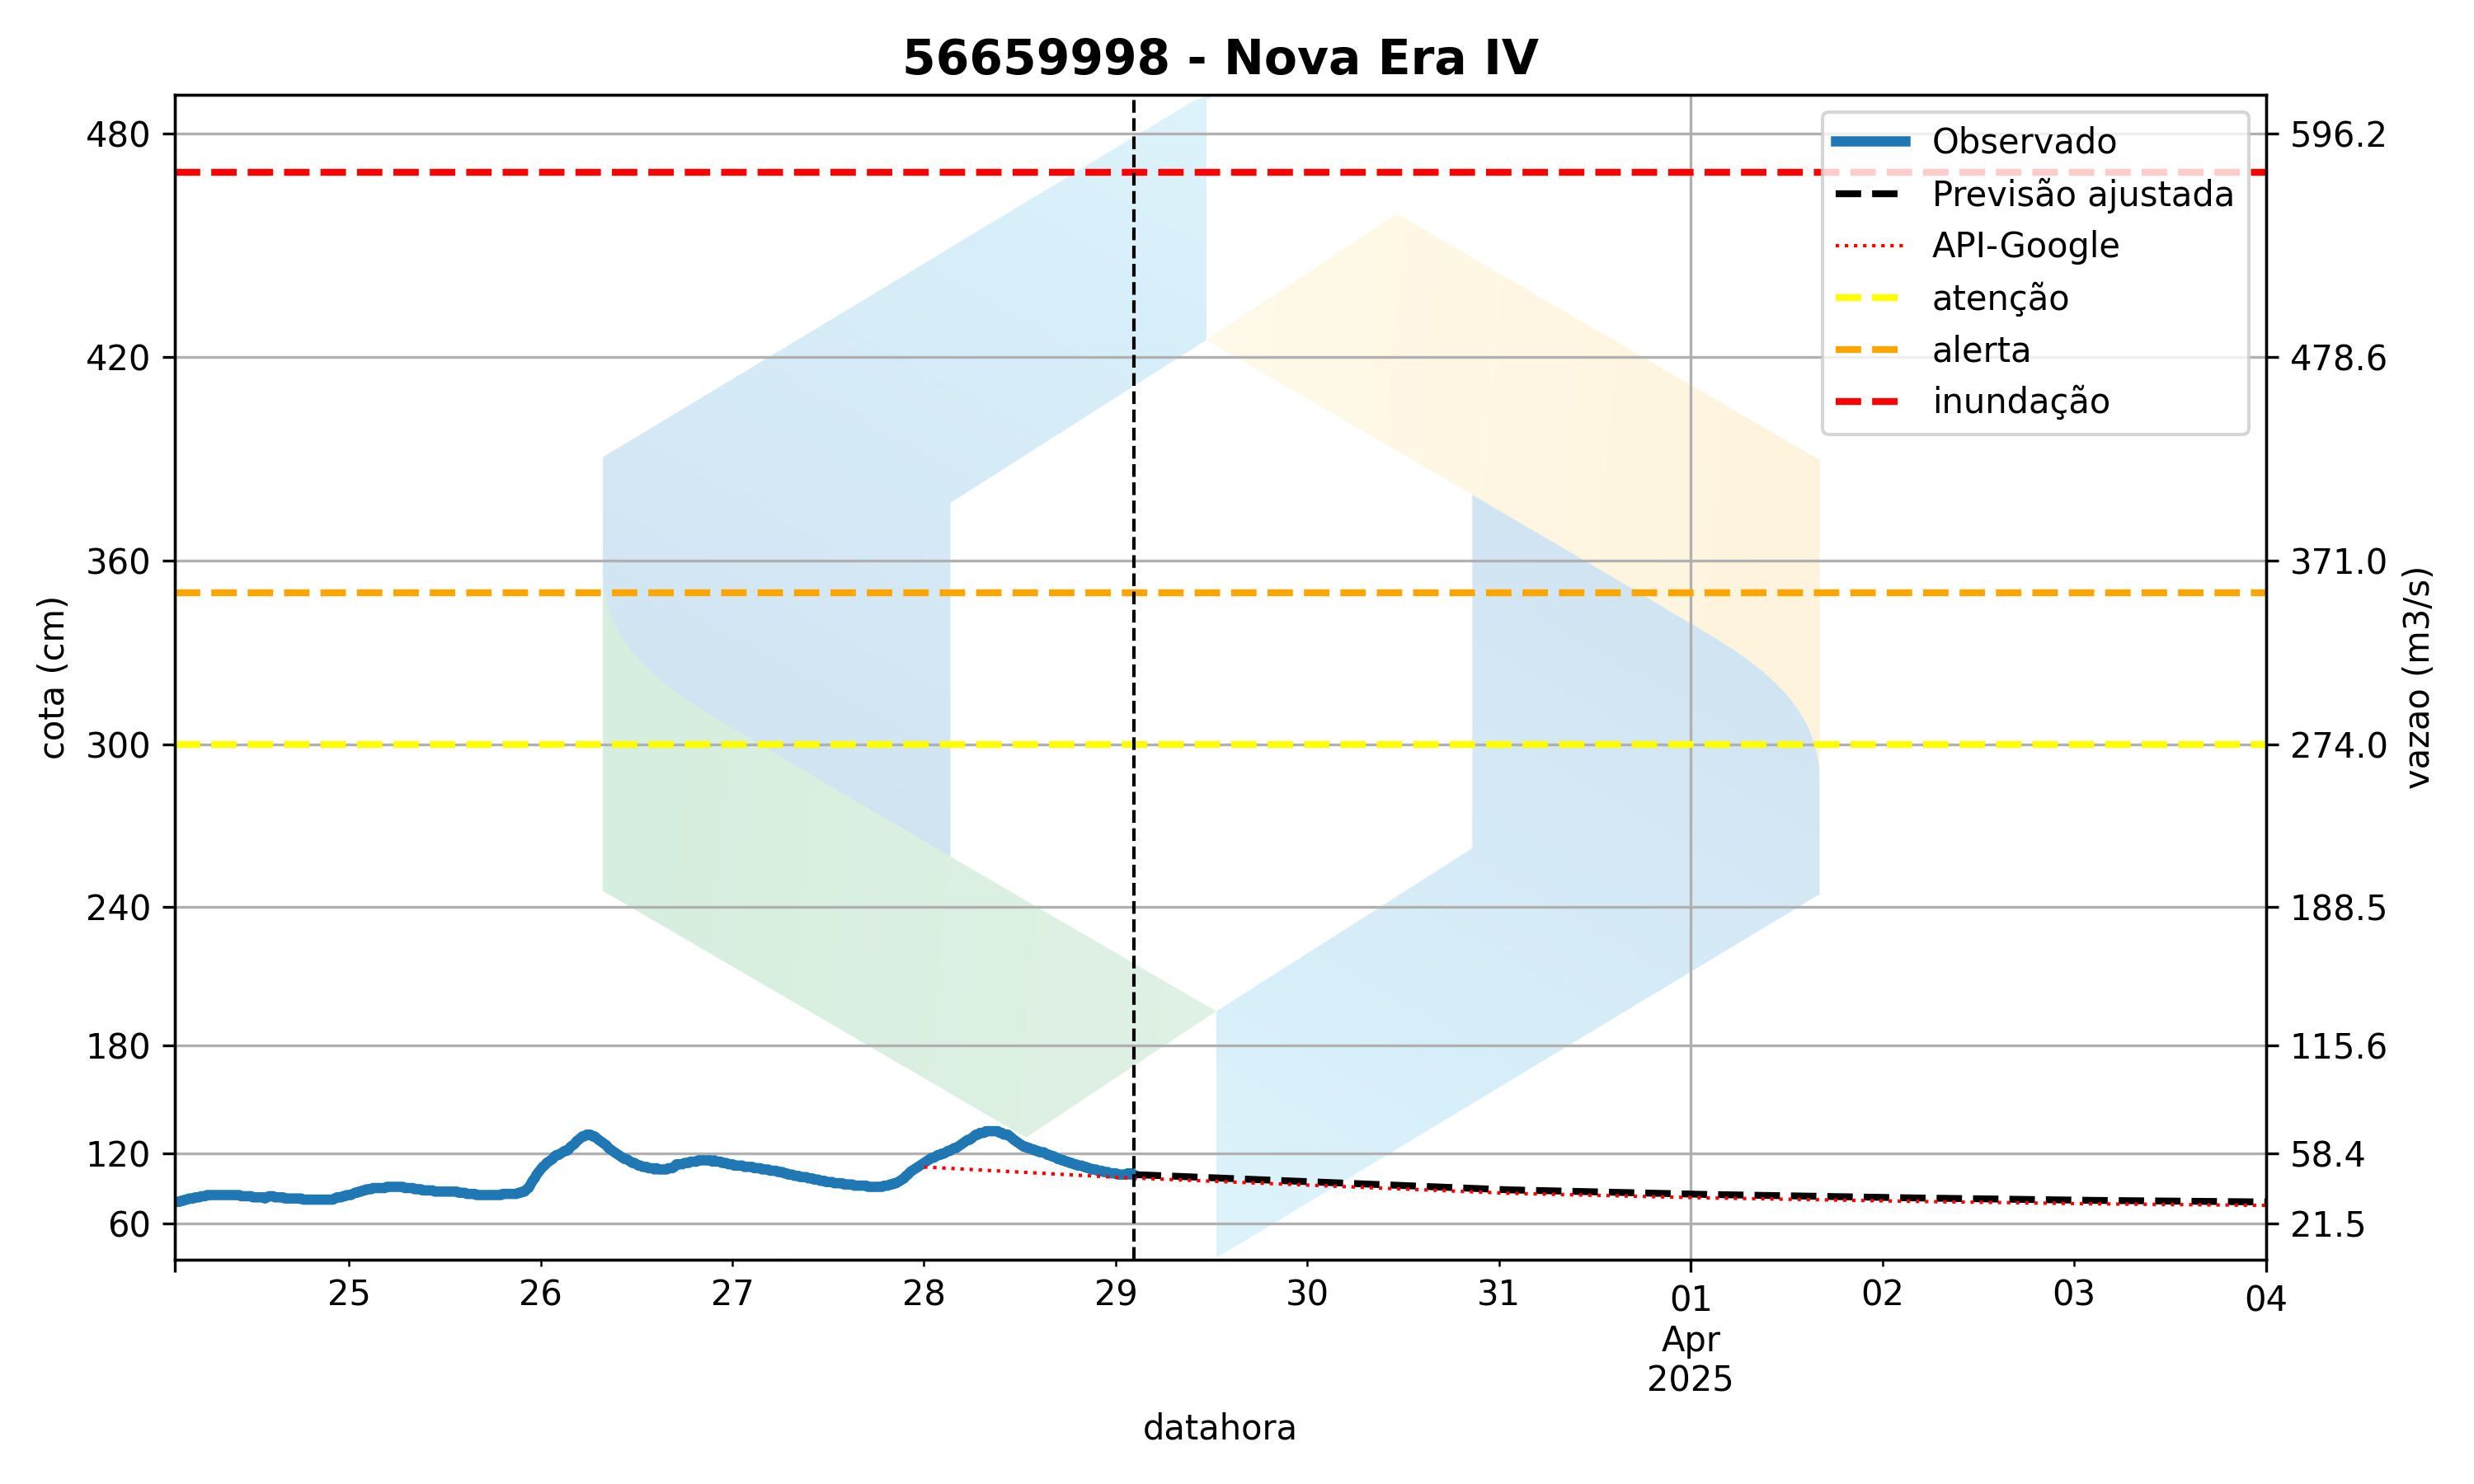 56659998 - Nova Era IV
480
420
360
300
240
180
120
60
cota (cm)
596.2
478.6
371.0
274.0
188.5
115.6
58.4
21.5
vazao (m3/s)
Observado
Previsão ajustada
API-Google
atenção
alerta
inundação
25 26 27 28 29 30 31 01 02 03 04
Apr
2025
datahora